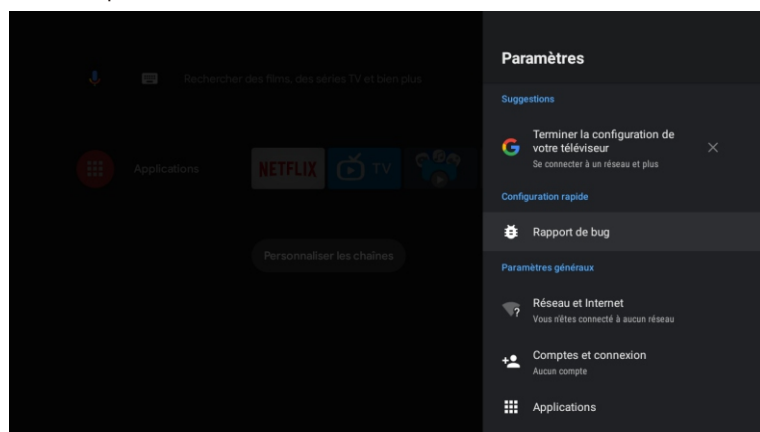 Paramètres
Rechercher des films, des séries TV et bien plus
Suggestions
Terminer la configuration de
votre téléviseur
Se connecter à un réseau et plus
Applications
NETFLIX
TV
Configuration rapide
Rapport de bug
Personnaliser les chaînes
Paramètres généraux
Réseau et Internet
Vous n'êtes connecté à aucun réseau
Comptes et connexion
Aucun compte
Applications